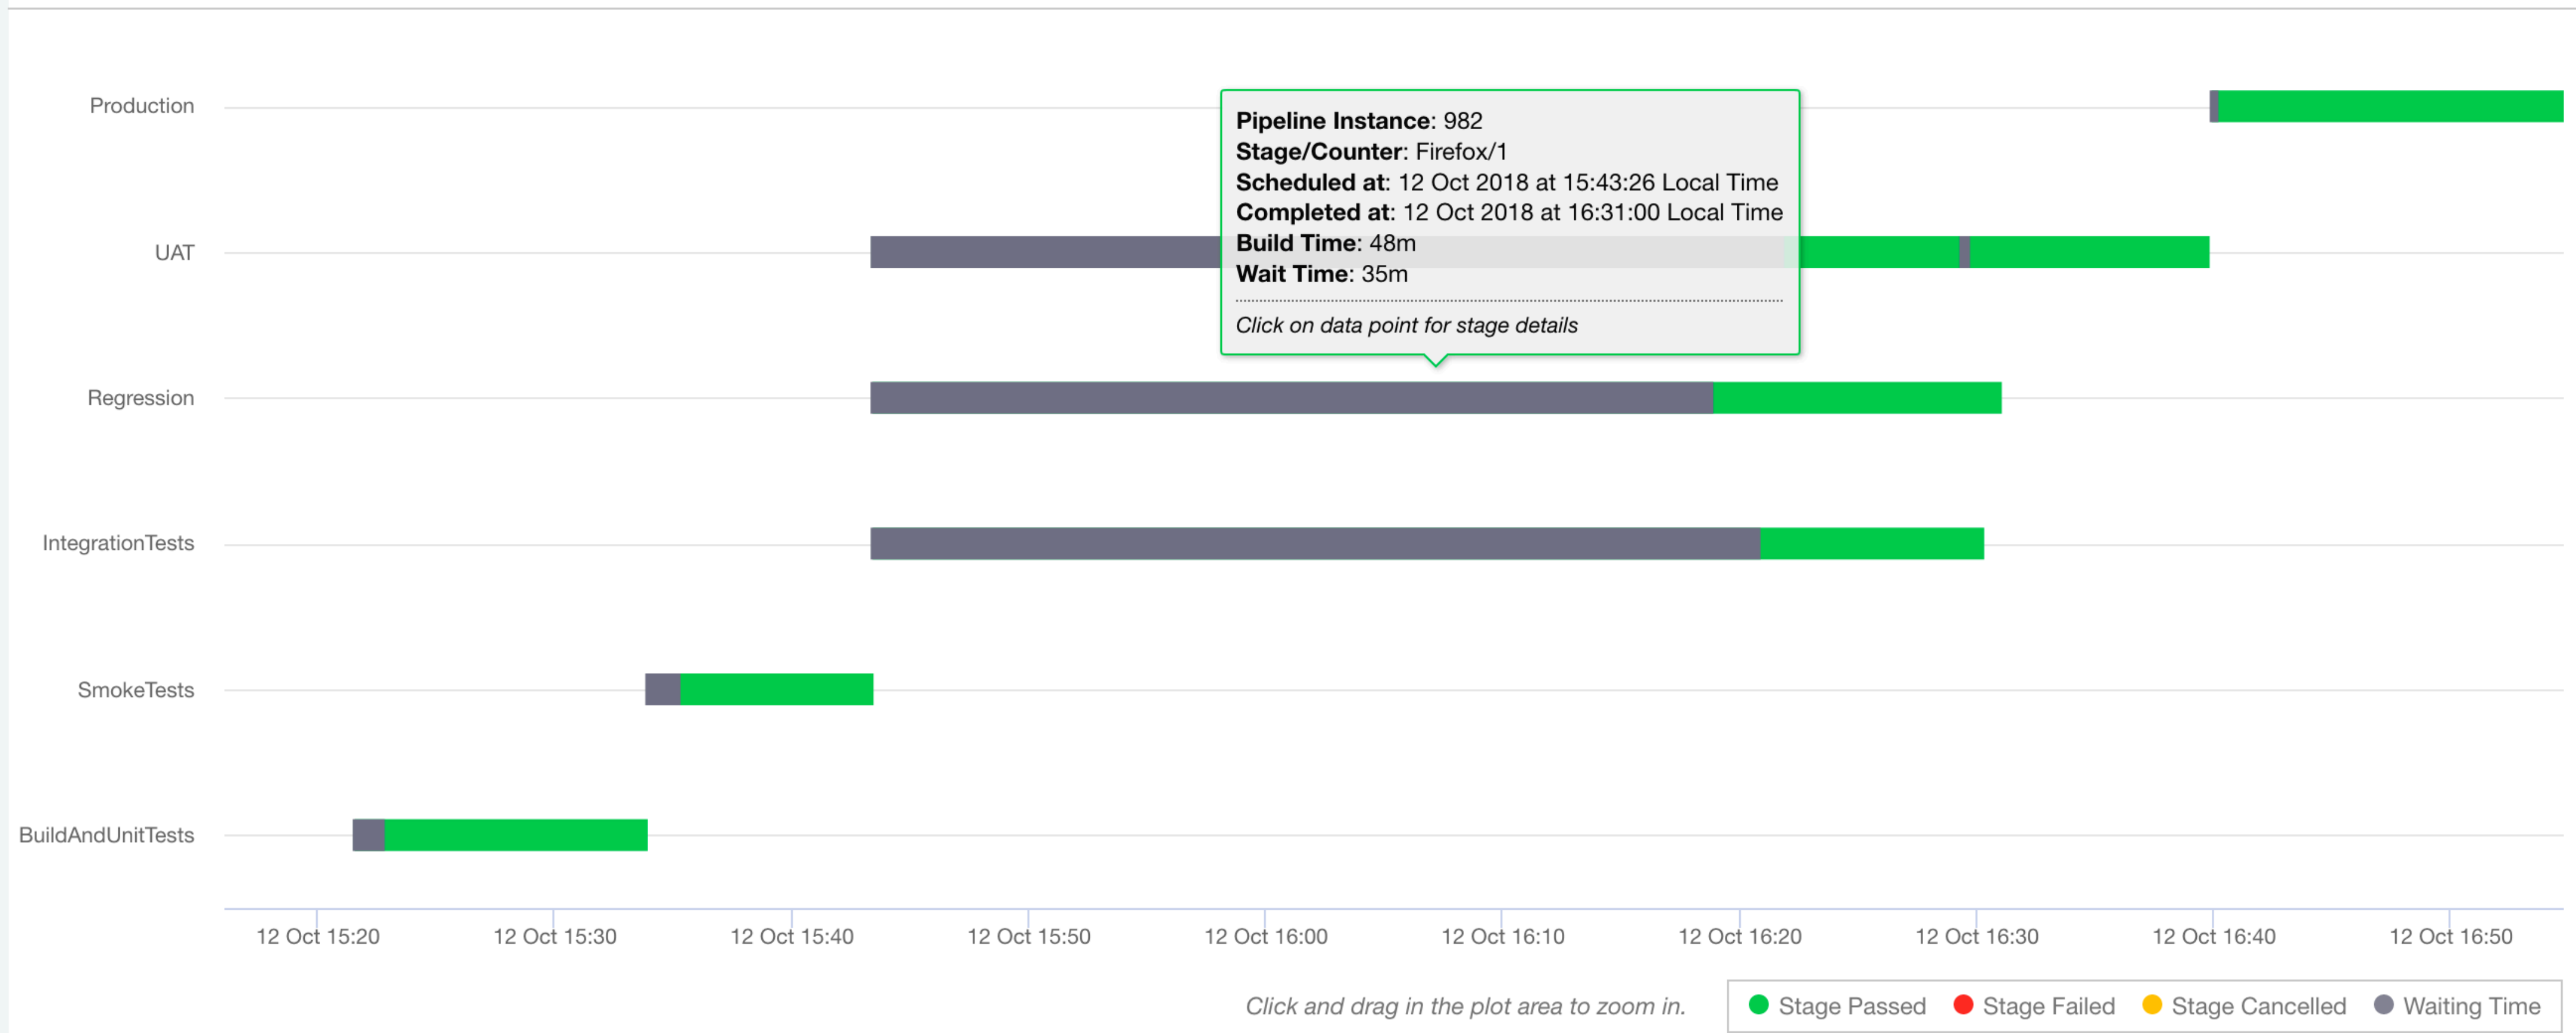 Production
Pipeline Instance: 982
Stage/Counter: Firefox/1
Scheduled at: 12 Oct 2018 at 15:43:26 Local Time
Completed at: 12 Oct 2018 at 16:31:00 Local Time
Build Time: 48m
Wait Time: 35m
Click on data point for stage details
UAT
Regression
IntegrationTests
SmokeTests
BuildAndUnitTests
12 Oct 15:20
12 Oct 15:30
12 Oct 15:40
12 Oct 15:50
12 Oct 16:00
12 Oct 16:10
12 Oct 16:20
12 Oct 16:30
12 Oct 16:40
12 Oct 16:50
Click and drag in the plot area to zoom in.
Stage Passed
Stage Failed
Stage Cancelled
Waiting Time